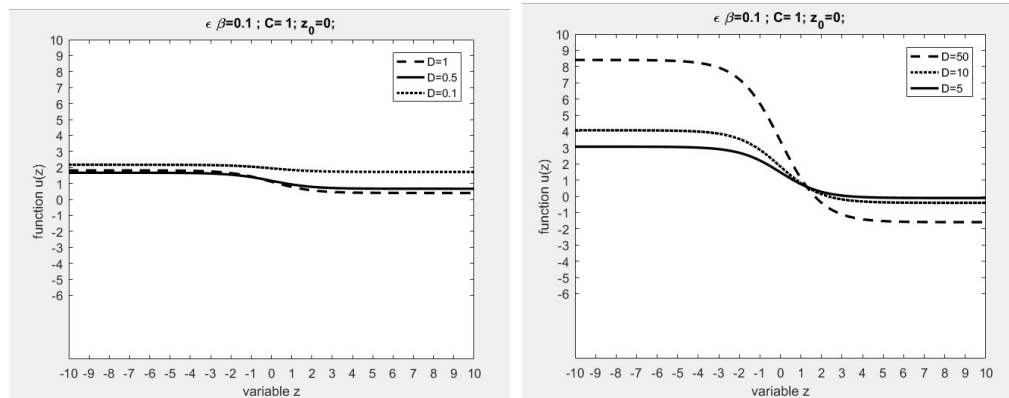 ϵ β=0.1 ; C= 1; z0=0;
10
9
8
7
6
5
4
3
2
1
0
-1
-2
-3
-4
-5
-6
function u(z)
D=1
D=0.5
D=0.1
-10 -9 -8 -7 -6 -5 -4 -3 -2 -1 0 1 2 3 4 5 6 7 8 9 10
variable z
ϵ β=0.1 ; C= 1; z0=0;
10
9
8
7
6
5
4
3
2
1
0
-1
-2
-3
-4
-5
-6
function u(z)
D=50
D=10
D=5
-10 -9 -8 -7 -6 -5 -4 -3 -2 -1 0 1 2 3 4 5 6 7 8 9 10
variable z